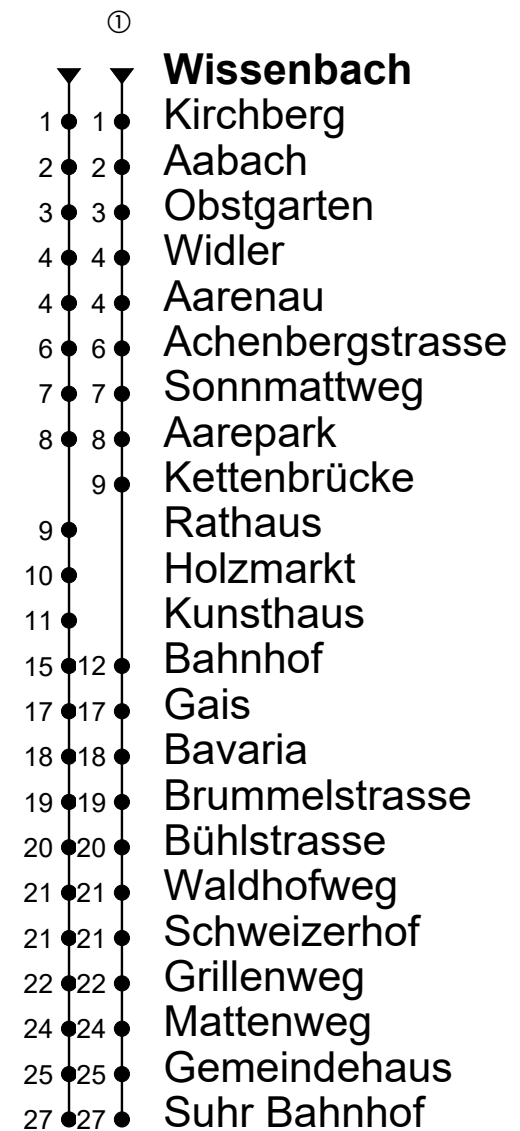 ①
Wissenbach
1 1 Kirchberg
2 2 Aabach
3 3 Obstgarten
4 4 Widler
4 4 Aarenau
6 6 Achenbergstrasse
7 7 Sonnmattweg
8 8 Aarepark
9 Kettenbrücke
9 Rathaus
10 Holzmarkt
11 Kunsthaus
15 12 Bahnhof
17 17 Gais
18 18 Bavaria
19 19 Brummelstrasse
20 20 Bühlstrasse
21 21 Waldhofweg
21 21 Schweizerhof
22 22 Grillenweg
24 24 Mattenweg
25 25 Gemeindehaus
27 27 Suhr Bahnhof